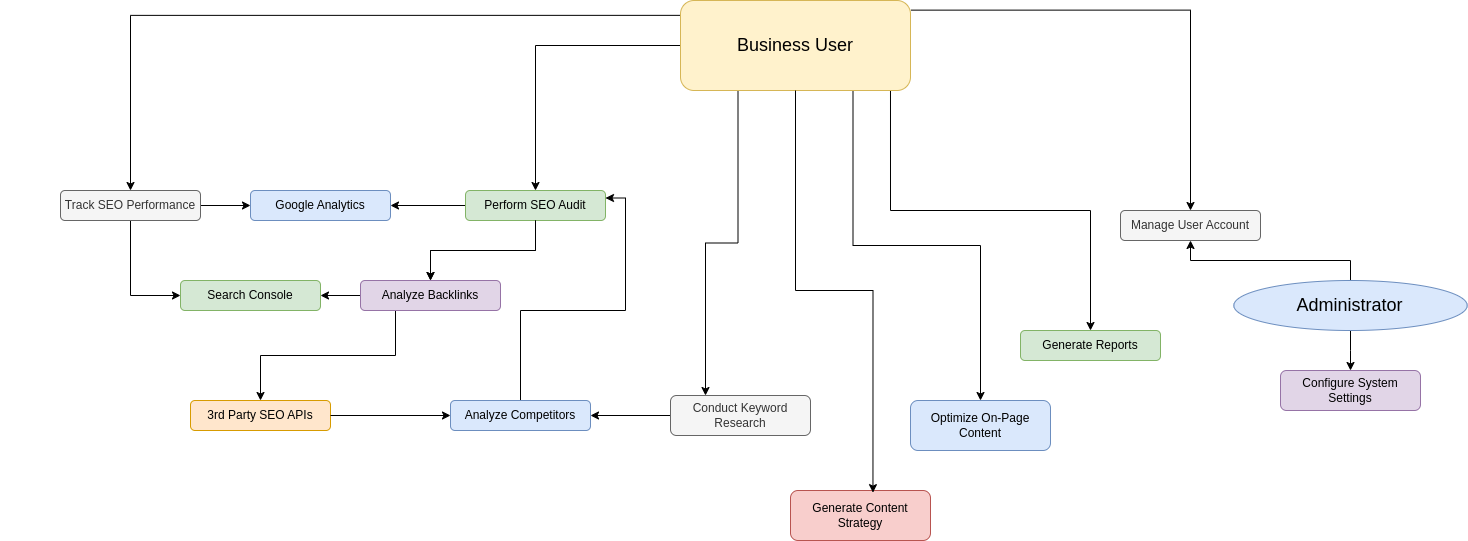 Business User
Track SEO Performance
Google Analytics
Perform SEO Audit
Manage User Account
Search Console
Analyze Backlinks
Administrator
Generate Reports
Configure System
Settings
3rd Party SEO APIs
Analyze Competitors
Conduct Keyword
Research
Optimize On-Page
Content
Generate Content
Strategy